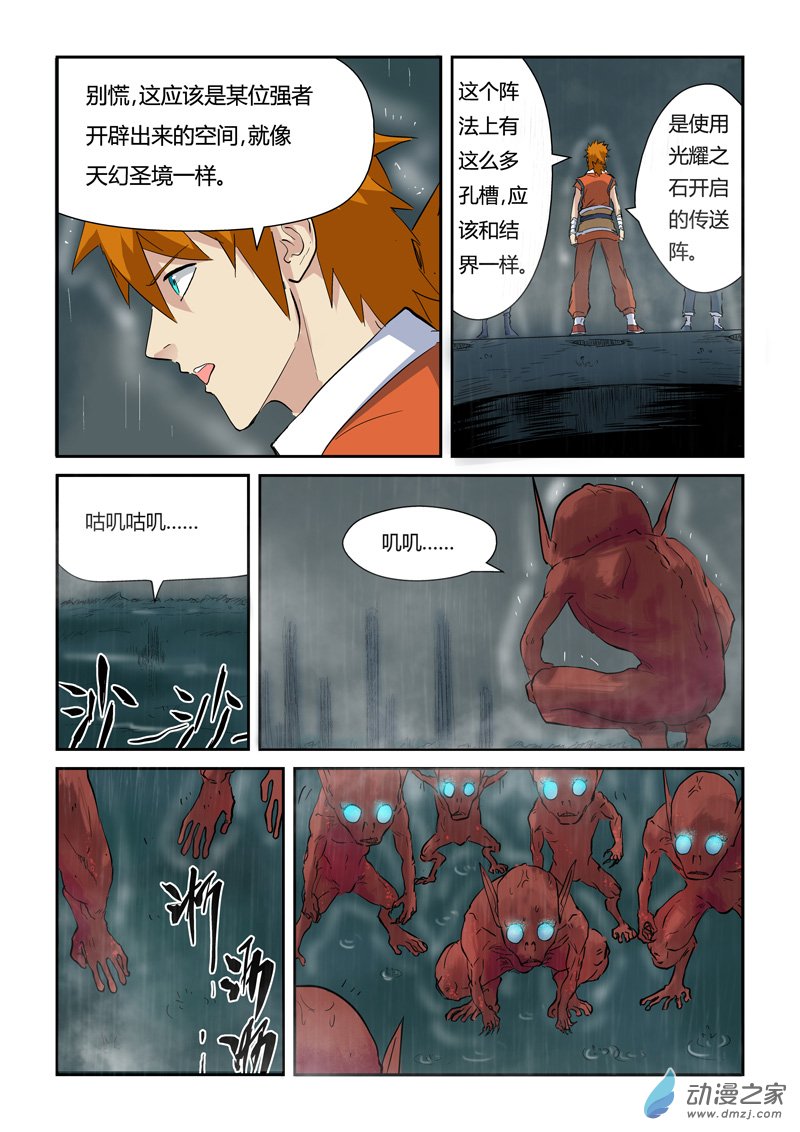 别慌，这应该是某位强者
开辟出来的空间，就像
天幻圣境一样。
这个阵
法上有
这么多
孔槽，应
该和结
界一样。
是使用
光耀之
石开启
的传送
阵。
咕叽咕叽……
叽叽……
沙
沙
淅
沥
淅
动漫之家
www.dmzj.com